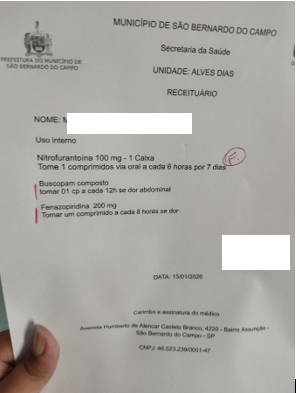 MUNICÍPIO DE SÃO BERNARDO DO CAMPO
PREFEITURA DO MUNICÍPIO DE
SÃO BERNARDO DO CAMPO
Secretaria da Saúde
UNIDADE: ALVES DIAS
RECEITUÁRIO
NOME: M
Uso interno
Nitrofurantoína 100 mg - 1 Caixa
Tome 1 comprimidos via oral a cada 6 horas por 7 dias
Buscopam composto
tomar 01 cp a cada 12h se dor abdominal
Fenazopiridina 200 mg
Tomar um comprimido a cada 8 horas se dor
DATA: 15/01/2026
Carimbo e assinatura do médico
Avenida Humberto de Alencar Castelo Branco, 4220 - Bairro Assunção -
São Bernardo do Campo - SP
CNPJ: 46.523.239/0001-47